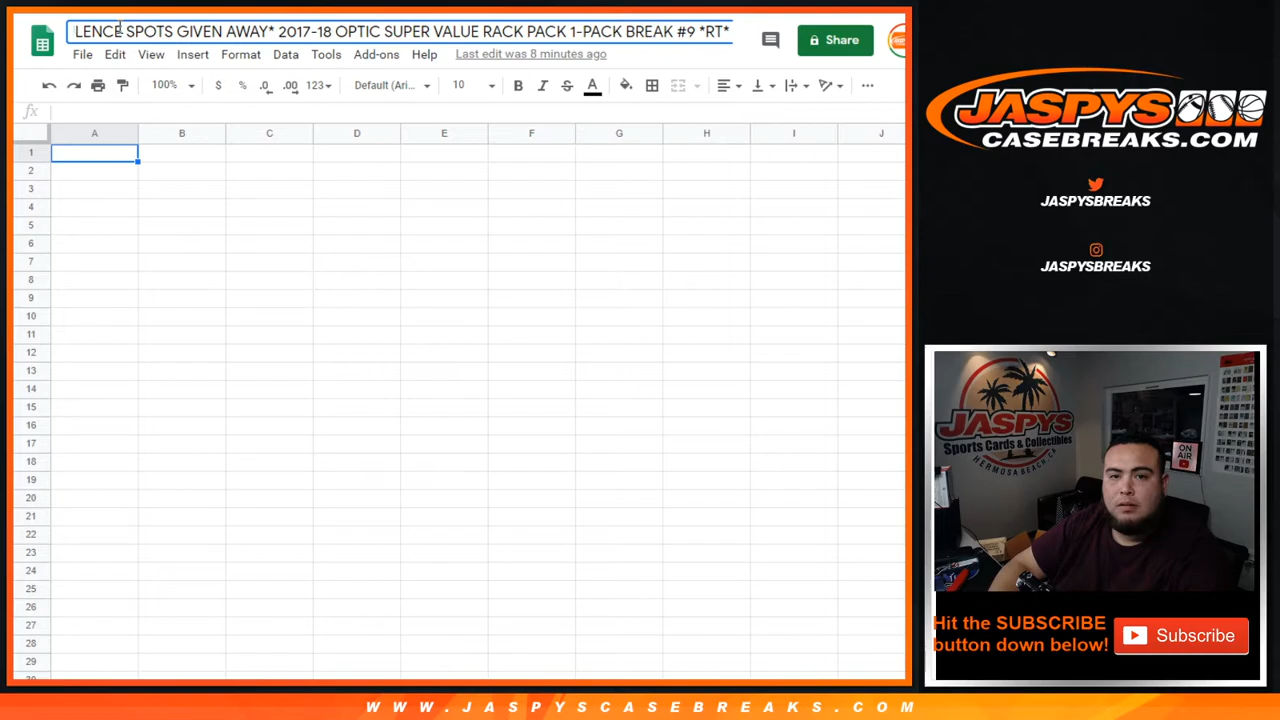 LENCE SPOTS GIVEN AWAY* 2017-18 OPTIC SUPER VALUE RACK PACK 1-PACK BREAK #9 *RT*
File Edit View Insert Format Data Tools Add-ons Help Last edit was 8 minutes ago
Share
100% $ % .0 .00 123 Default (Ari... 10 B I S A
fx
A B C D E F G H I J
1
2
3
4
5
6
7
8
9
10
11
12
13
14
15
16
17
18
19
20
21
22
23
24
25
26
27
28
29
JASPYS
CASEBREAKS.COM
JASPYSBREAKS
JASPYSBREAKS
JASPYS
Sports Cards & Collectibles
HERMOSA BEACH, CA
ON
AIR
Hit the SUBSCRIBE
button down below!
Subscribe
WWW.JASPYSCASEBREAKS.COM